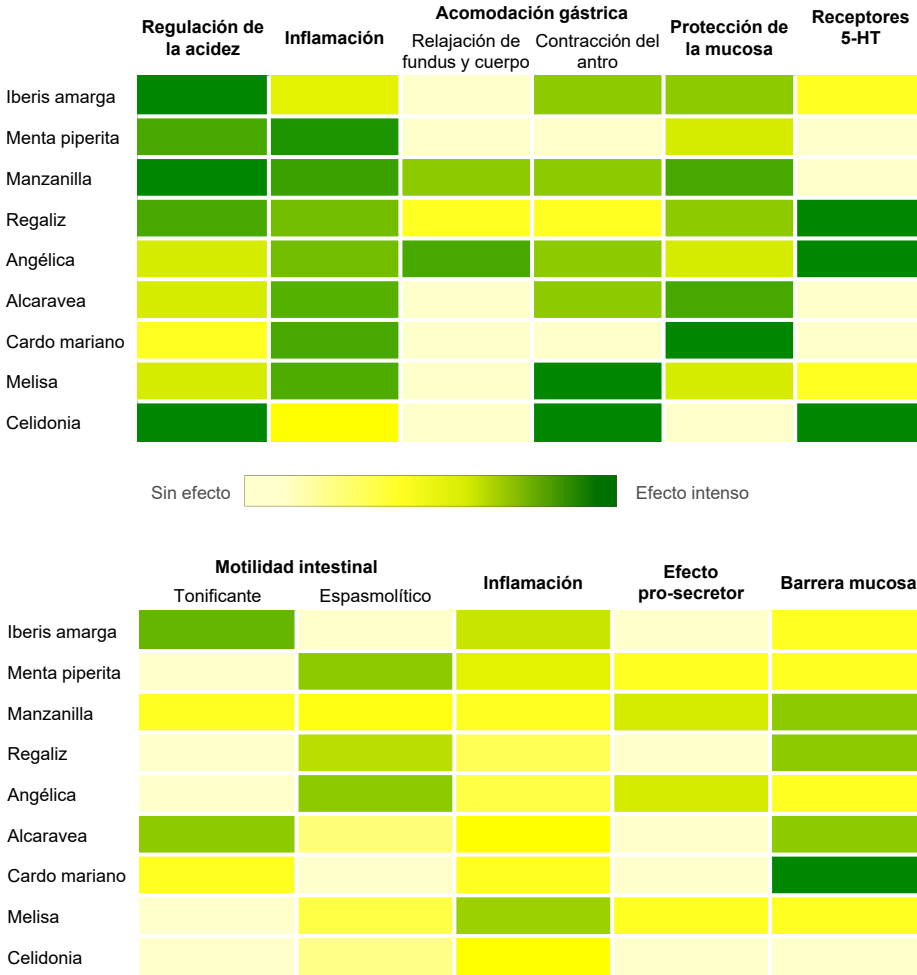 Regulación de
la acidez
Inflamación
Acomodación gástrica
Relajación de
fundus y cuerpo
Contracción del
antro
Protección de
la mucosa
Receptores
5-HT
Iberis amarga
Menta piperita
Manzanilla
Regaliz
Angélica
Alcaravea
Cardo mariano
Melisa
Celidonia
Sin efecto
Efecto intenso
Motilidad intestinal
Tonificante
Espasmolítico
Inflamación
Efecto
pro-secretor
Barrera mucosa
Iberis amarga
Menta piperita
Manzanilla
Regaliz
Angélica
Alcaravea
Cardo mariano
Melisa
Celidonia